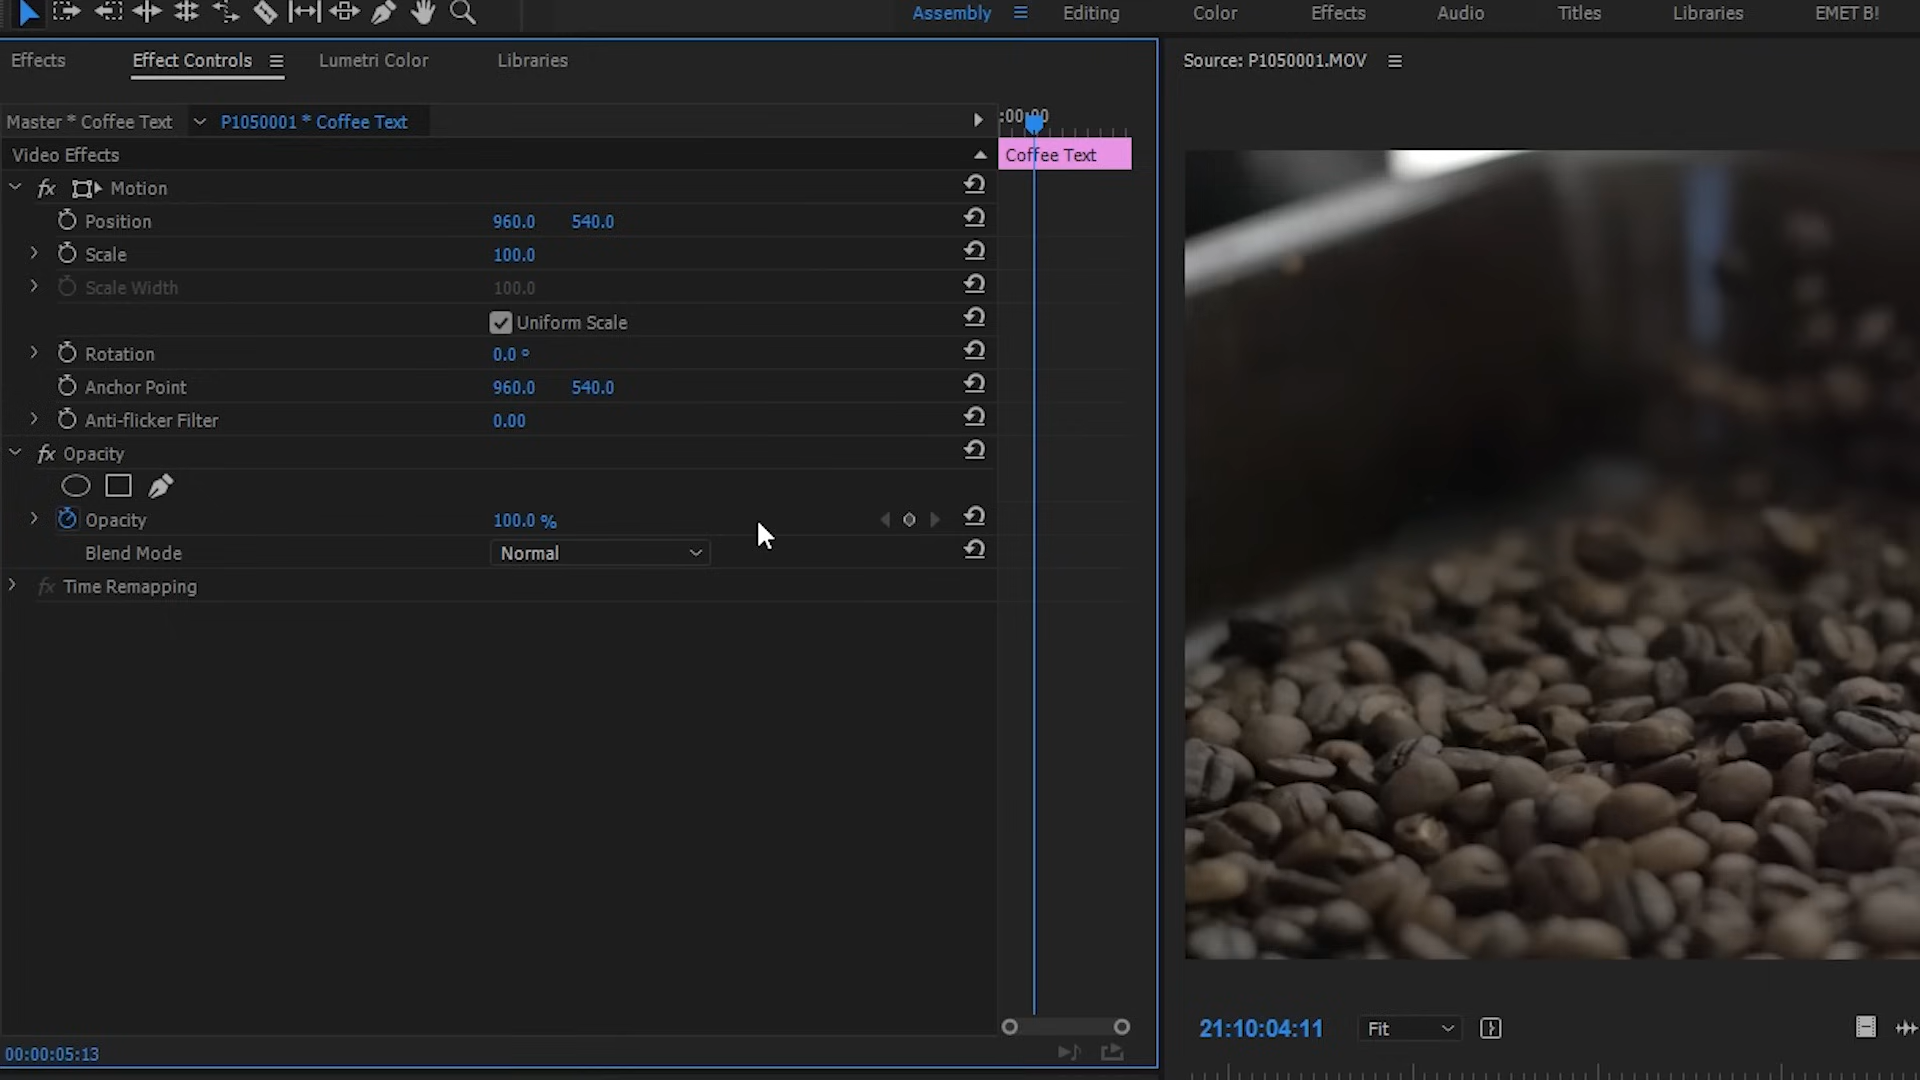 Assembly Editing Color Effects Audio Titles Libraries EMET B!
Effects Effect Controls Lumetri Color Libraries Source: P1050001.MOV
Master * Coffee Text P1050001 * Coffee Text :00:00
Video Effects Coffee Text
fx Motion
Position 960.0 540.0
Scale 100.0
Scale Width 100.0
Uniform Scale
Rotation 0.0 °
Anchor Point 960.0 540.0
Anti-flicker Filter 0.00
fx Opacity
Opacity 100.0 %
Blend Mode Normal
fx Time Remapping
21:10:04:11 Fit
00:00:05:13